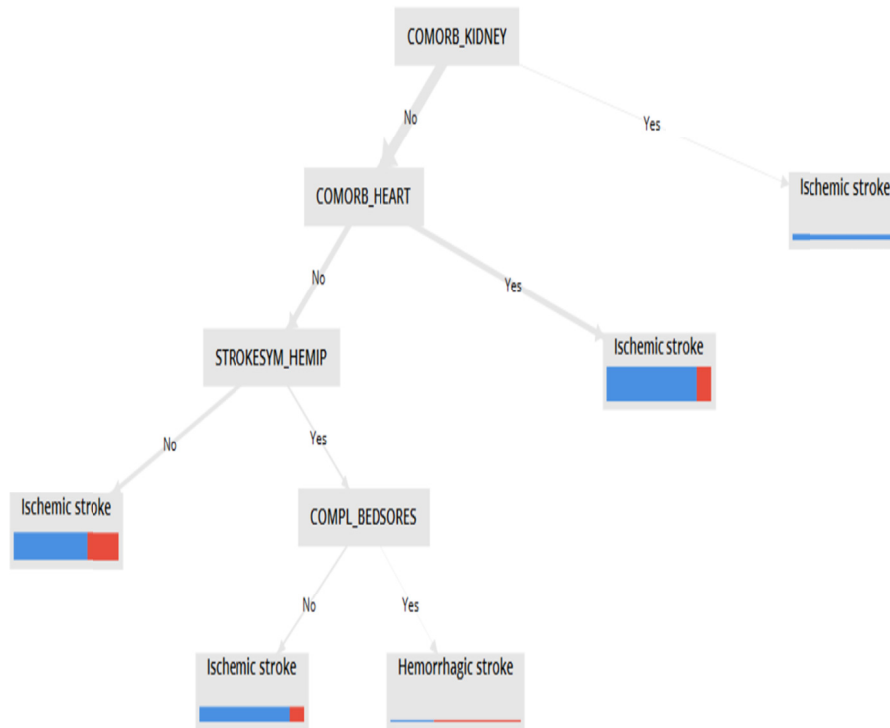 COMORB_KIDNEY
No
Yes
COMORB_HEART
Ischemic stroke
No
Yes
STROKESYM_HEMIP
Ischemic stroke
No
Yes
Ischemic stroke
COMPL_BEDSORES
No
Yes
Ischemic stroke
Hemorrhagic stroke